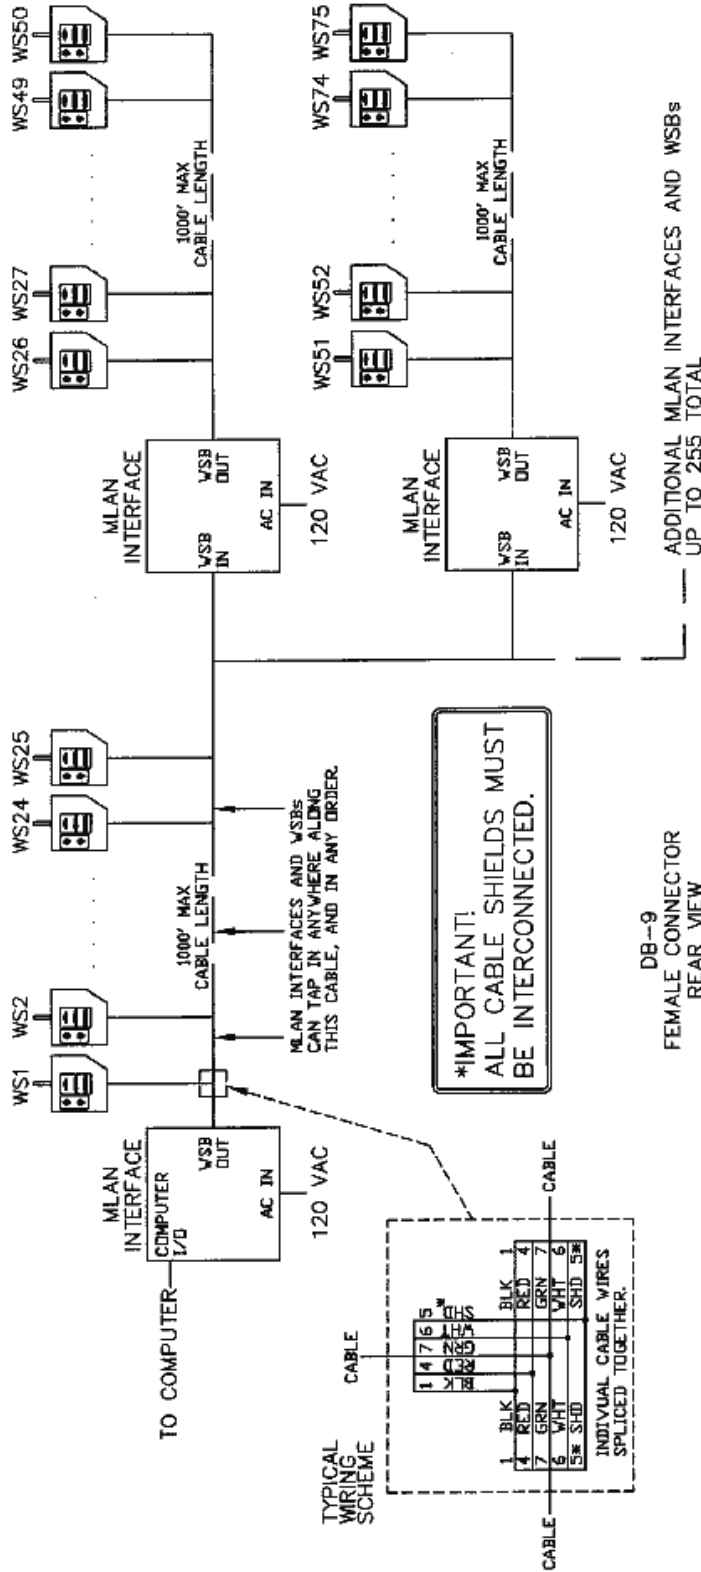 WS1
WS2
WS24
WS25
WS26
WS27
WS49
WS50
MLAN
INTERFACE
COMPUTER
I/O
WSB
OUT
AC IN
120 VAC
TO COMPUTER
1000' MAX
CABLE LENGTH
MLAN INTERFACES AND WSBs
CAN TAP IN ANYWHERE ALONG
THIS CABLE, AND IN ANY ORDER.
MLAN
INTERFACE
WSB
IN
WSB
OUT
AC IN
120 VAC
1000' MAX
CABLE LENGTH
WS51
WS52
WS74
WS75
MLAN
INTERFACE
WSB
IN
WSB
OUT
AC IN
120 VAC
1000' MAX
CABLE LENGTH
TYPICAL
WIRING
SCHEME
CABLE
1 4 7 6 5*
1 BLK BLK 1
4 RED RED 4
7 GRN GRN 7
6 WHT WHT 6
5* SHD SHD 5*
CABLE
CABLE
INDIVUAL CABLE WIRES
SPLICED TOGETHER.
*IMPORTANT!
ALL CABLE SHIELDS MUST
BE INTERCONNECTED.
ADDITIONAL MLAN INTERFACES AND WSBs
UP TO 255 TOTAL
DB-9
FEMALE CONNECTOR
REAR VIEW